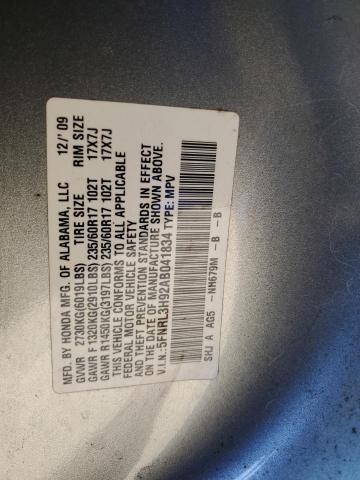 MFD. BY HONDA MFG. OF ALABAMA, LLC 12/'09
GVWR 2730KG(6019LBS) TIRE SIZE RIM SIZE
GAWR F 1320KG(2910LBS) 235/60R17 102T 17X7J
GAWR R1450KG(3197LBS) 235/60R17 102T 17X7J
THIS VEHICLE CONFORMS TO ALL APPLICABLE
FEDERAL MOTOR VEHICLE SAFETY
AND THEFT PREVENTION STANDARDS IN EFFECT
ON THE DATE OF MANUFACTURE SHOWN ABOVE.
V.I.N.: 5FNRL3H92AB041834 TYPE: MPV
SHJ A AG5 -NH679M -B -B